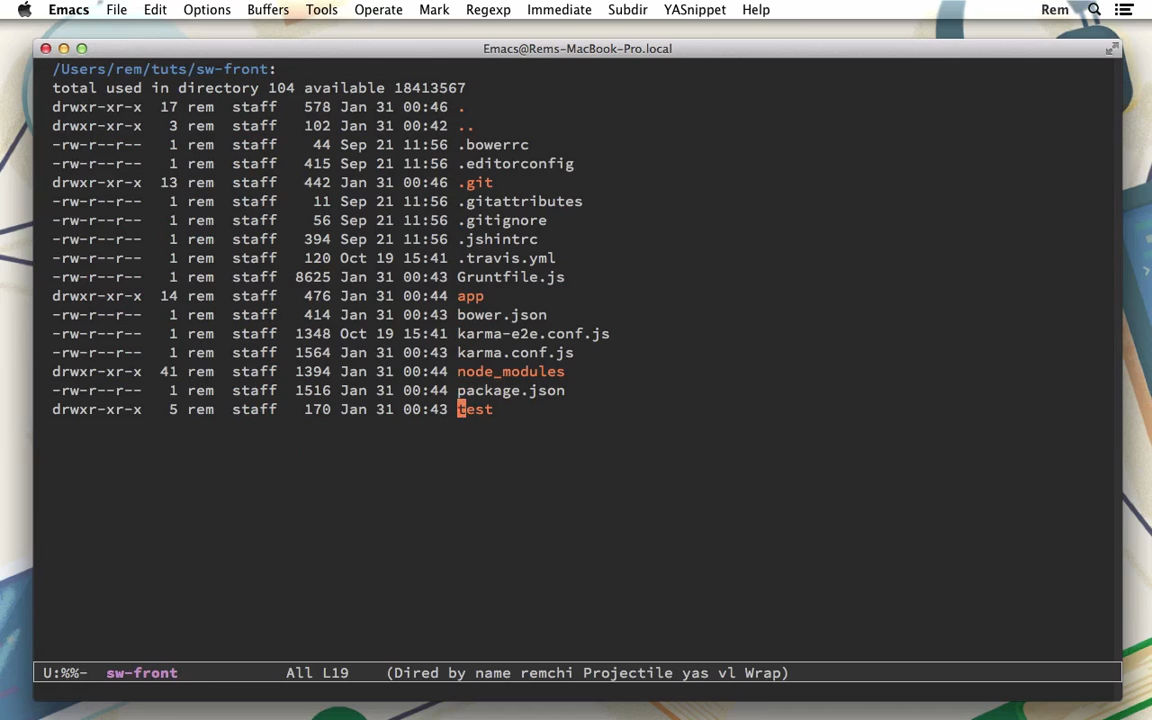 Emacs File Edit Options Buffers Tools Operate Mark Regexp Immediate Subdir YASnippet Help Rem
Emacs@Rems-MacBook-Pro.local
/Users/rem/tuts/sw-front:
total used in directory 104 available 18413567
drwxr-xr-x 17 rem staff 578 Jan 31 00:46 .
drwxr-xr-x 3 rem staff 102 Jan 31 00:42 ..
-rw-r--r-- 1 rem staff 44 Sep 21 11:56 .bowerrc
-rw-r--r-- 1 rem staff 415 Sep 21 11:56 .editorconfig
drwxr-xr-x 13 rem staff 442 Jan 31 00:46 .git
-rw-r--r-- 1 rem staff 11 Sep 21 11:56 .gitattributes
-rw-r--r-- 1 rem staff 56 Sep 21 11:56 .gitignore
-rw-r--r-- 1 rem staff 394 Sep 21 11:56 .jshintrc
-rw-r--r-- 1 rem staff 120 Oct 19 15:41 .travis.yml
-rw-r--r-- 1 rem staff 8625 Jan 31 00:43 Gruntfile.js
drwxr-xr-x 14 rem staff 476 Jan 31 00:44 app
-rw-r--r-- 1 rem staff 414 Jan 31 00:43 bower.json
-rw-r--r-- 1 rem staff 1348 Oct 19 15:41 karma-e2e.conf.js
-rw-r--r-- 1 rem staff 1564 Jan 31 00:43 karma.conf.js
drwxr-xr-x 41 rem staff 1394 Jan 31 00:44 node_modules
-rw-r--r-- 1 rem staff 1516 Jan 31 00:44 package.json
drwxr-xr-x 5 rem staff 170 Jan 31 00:43 test
U:%%- sw-front All L19 (Dired by name remchi Projectile yas vl Wrap)